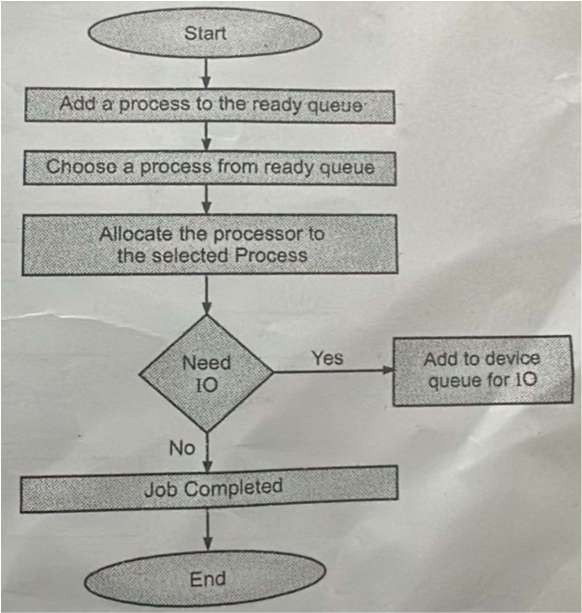 Start
Add a process to the ready queue
Choose a process from ready queue
Allocate the processor to
the selected Process
Need
IO
Yes
Add to device
queue for IO
No
Job Completed
End